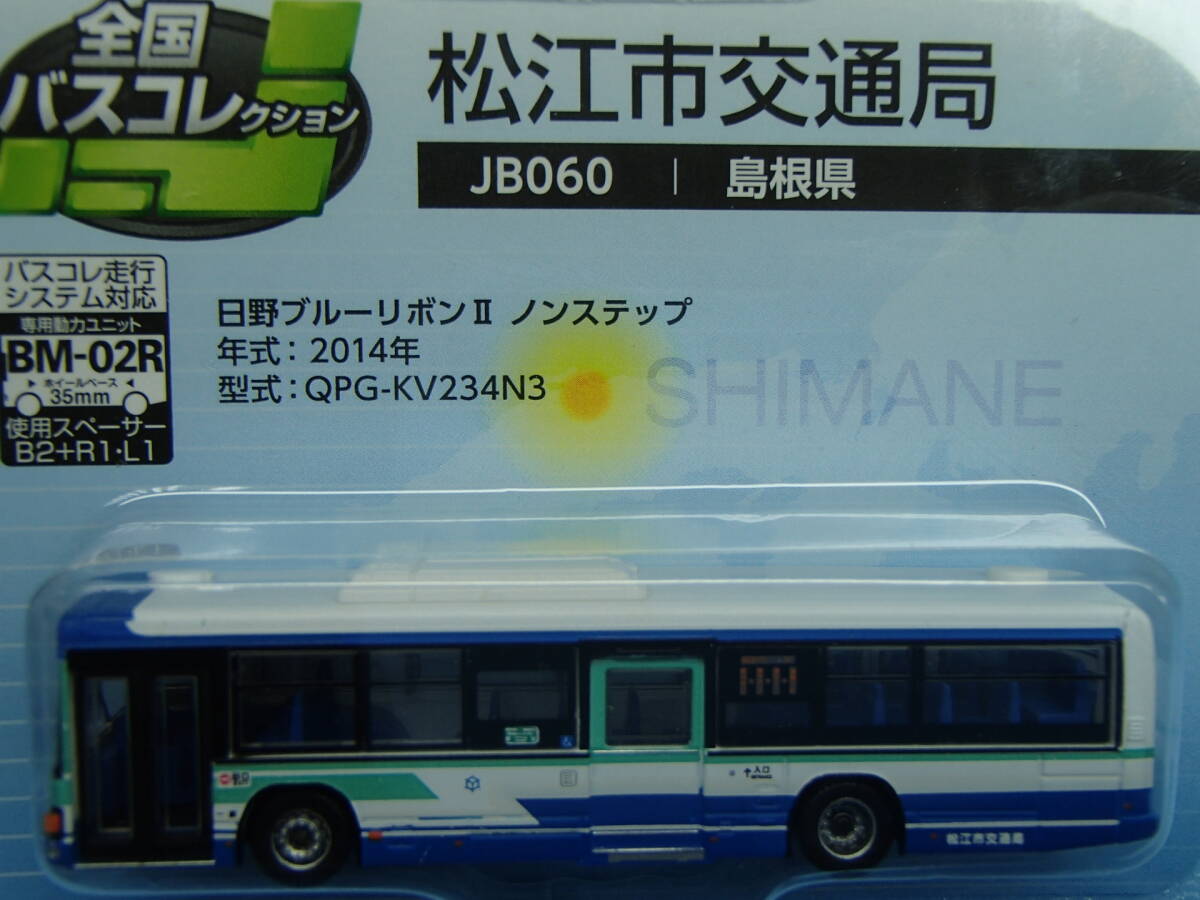 全国
バスコレクション
松江市交通局
JB060 | 島根県
バスコレ走行
システム対応
専用動力ユニット
BM-02R
ホイールベース
35mm
使用スペーサー
B2+R1・L1
日野ブルーリボンⅡ ノンステップ
年式：2014年
型式：QPG-KV234N3
SHIMANE
入口
松江市交通局